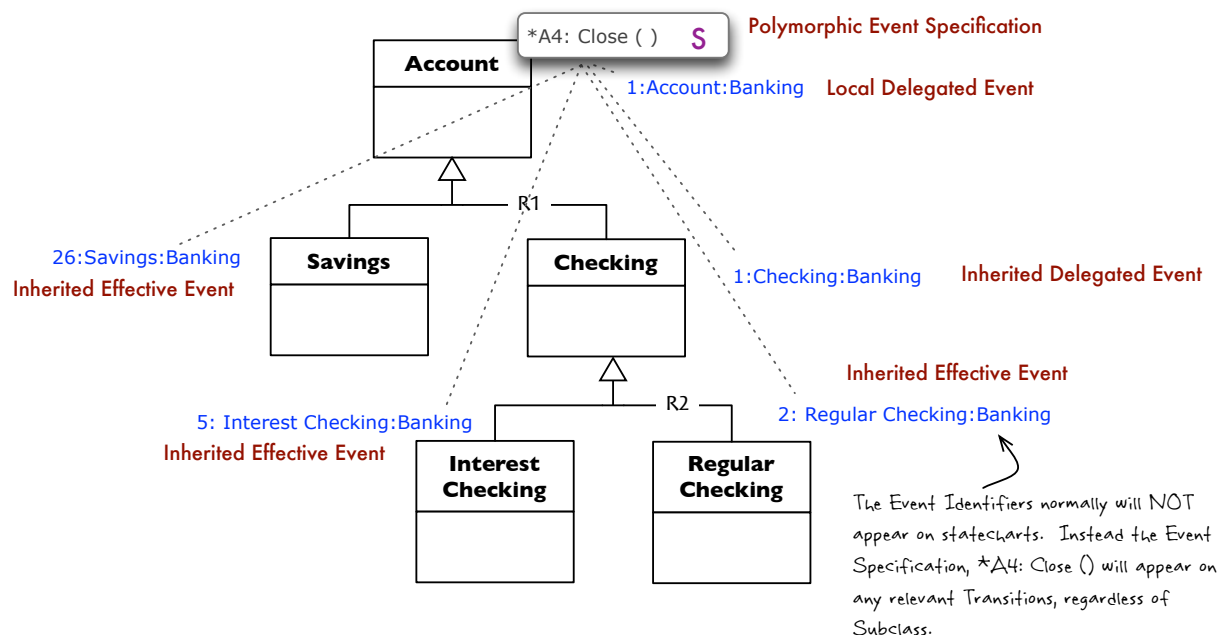 *A4: Close ( ) S
Polymorphic Event Specification
Account
1:Account:Banking
Local Delegated Event
R1
26:Savings:Banking
Inherited Effective Event
Savings
Checking
1:Checking:Banking
Inherited Delegated Event
R2
5: Interest Checking:Banking
Inherited Effective Event
Inherited Effective Event
2: Regular Checking:Banking
Interest
Checking
Regular
Checking
The Event Identifiers normally will NOT
appear on statecharts. Instead the Event
Specification, *A4: Close () will appear on
any relevant Transitions, regardless of
Subclass.